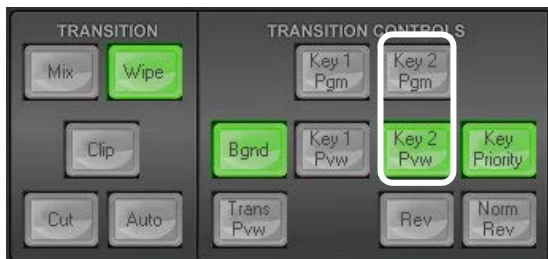 TRANSITION
Mix
Wipe
Clip
Cut
Auto
TRANSITION CONTROLS
Key 1
Pgm
Key 2
Pgm
Bgnd
Key 1
Pvw
Key 2
Pvw
Key
Priority
Trans
Pvw
Rev
Norm
Rev